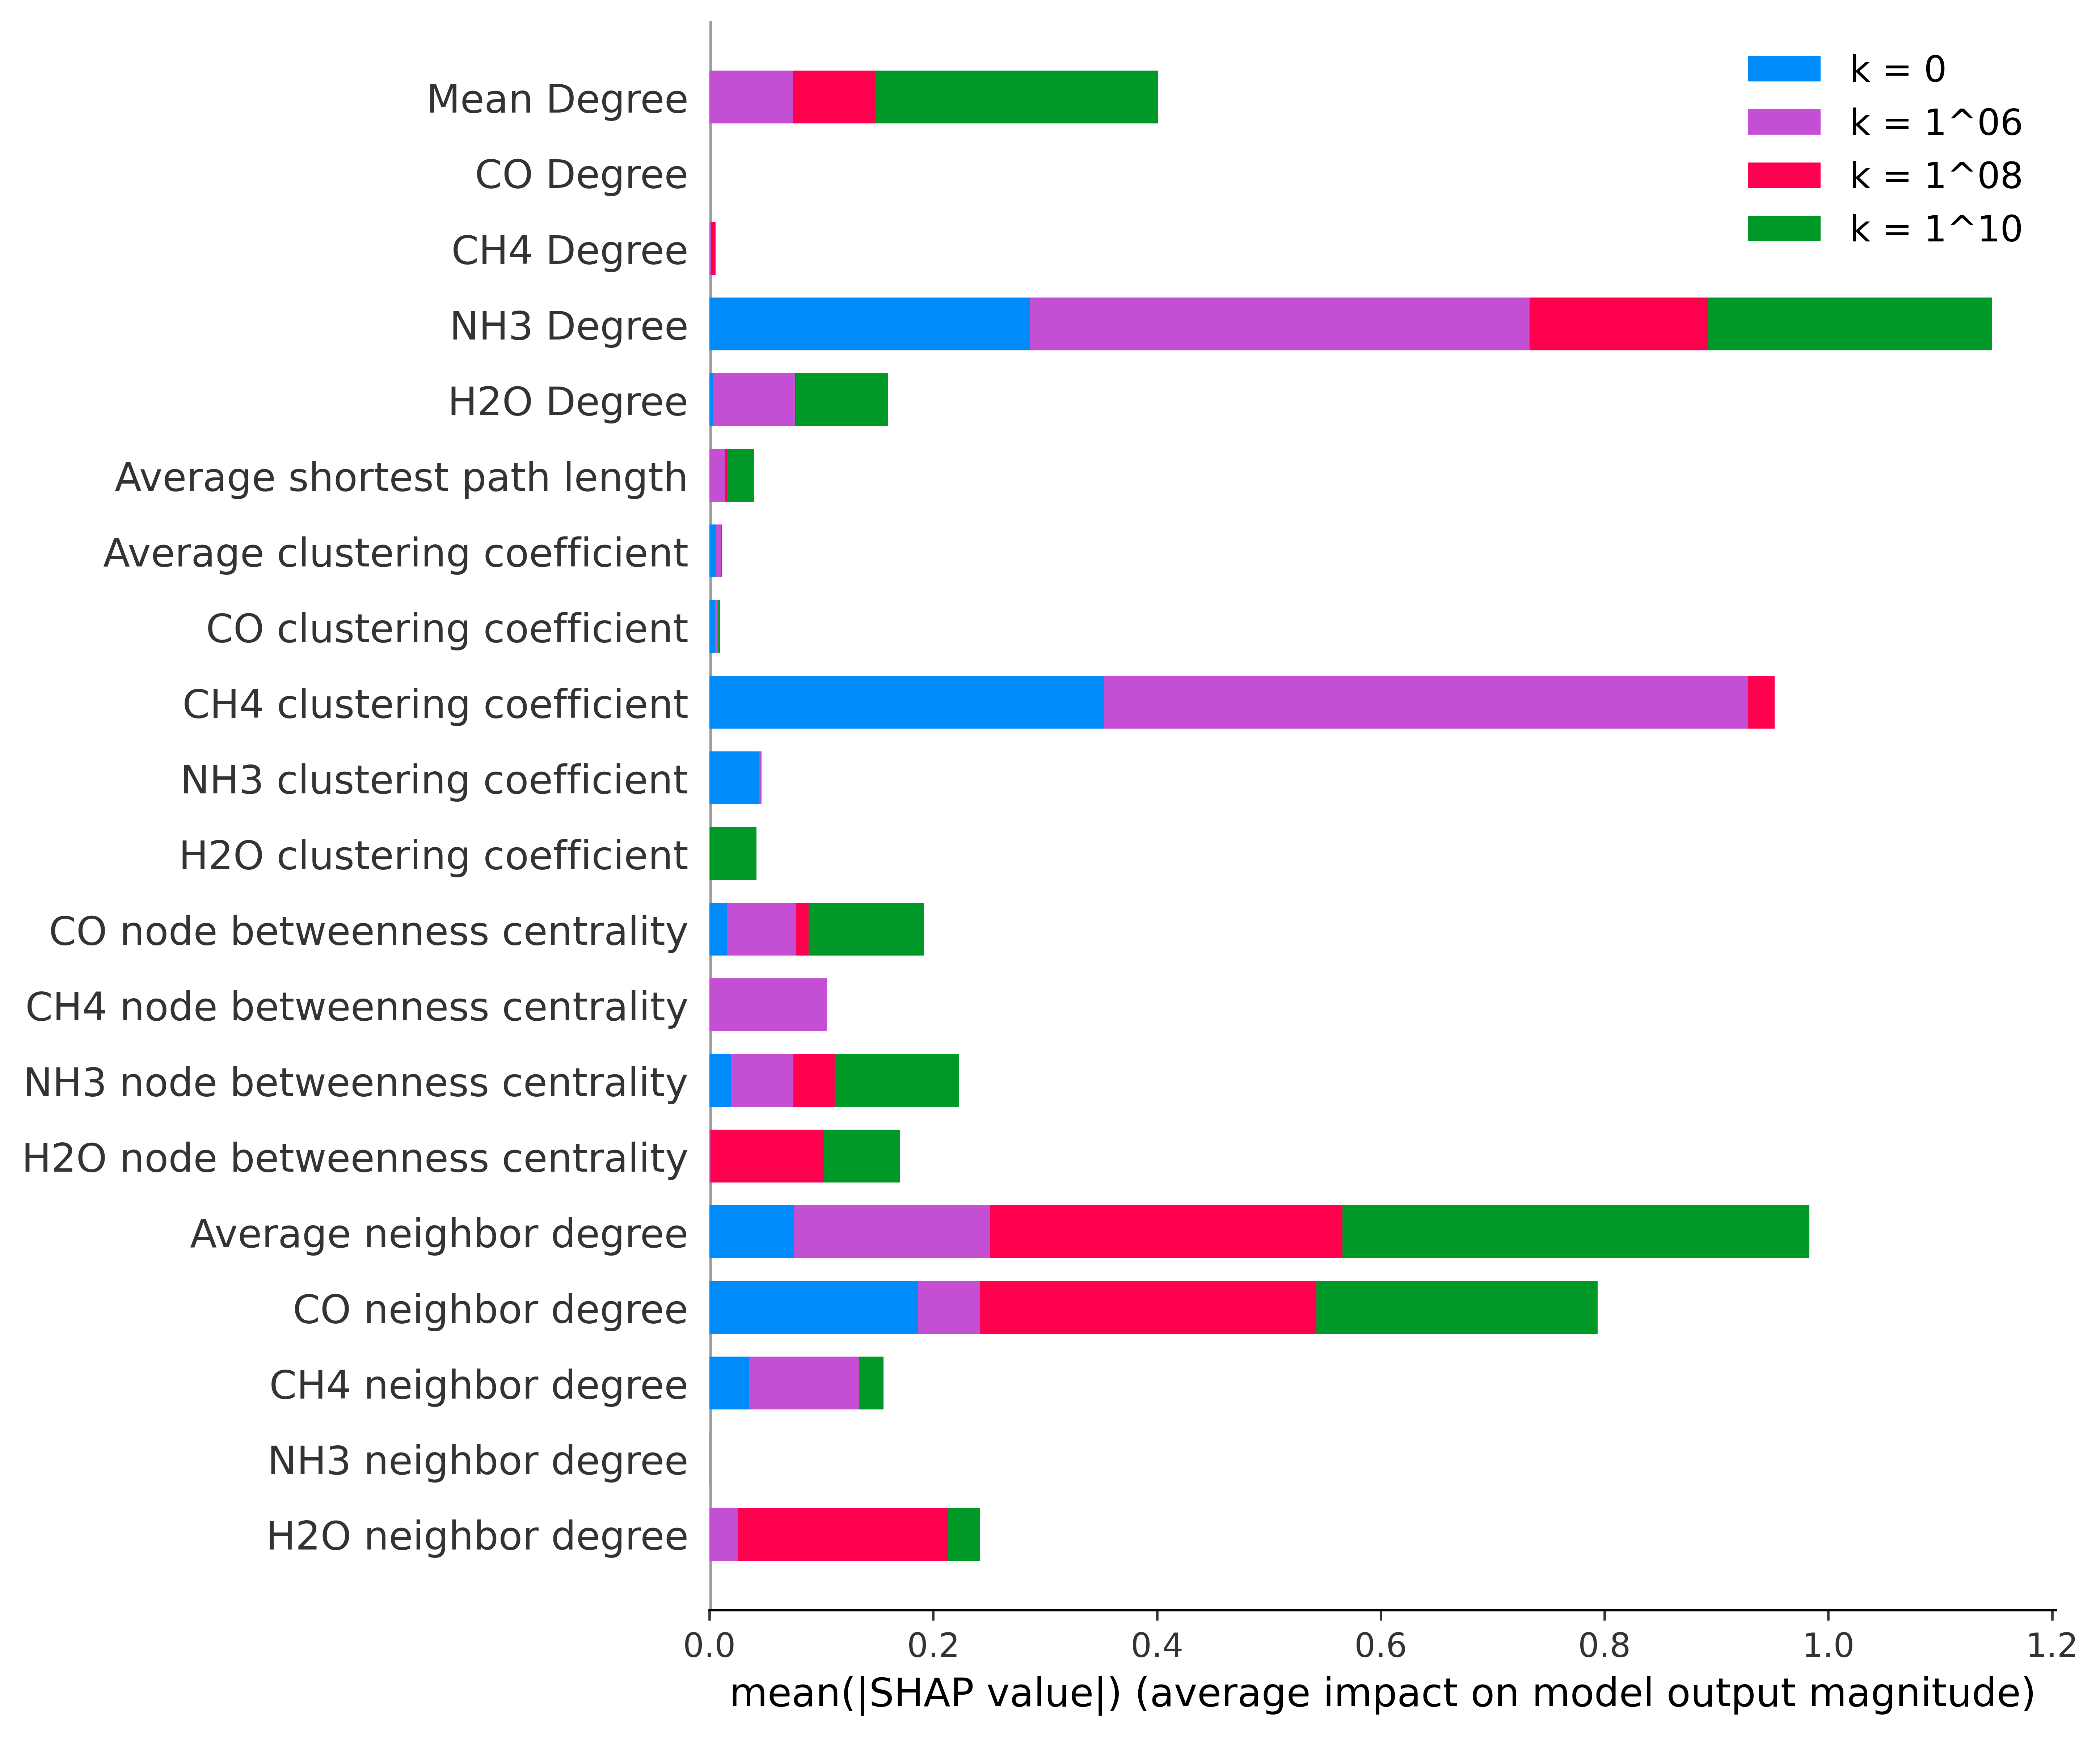 k = 0
k = 1^06
k = 1^08
k = 1^10
Mean Degree
CO Degree
CH4 Degree
NH3 Degree
H2O Degree
Average shortest path length
Average clustering coefficient
CO clustering coefficient
CH4 clustering coefficient
NH3 clustering coefficient
H2O clustering coefficient
CO node betweenness centrality
CH4 node betweenness centrality
NH3 node betweenness centrality
H2O node betweenness centrality
Average neighbor degree
CO neighbor degree
CH4 neighbor degree
NH3 neighbor degree
H2O neighbor degree
0.0 0.2 0.4 0.6 0.8 1.0 1.2
mean(|SHAP value|) (average impact on model output magnitude)